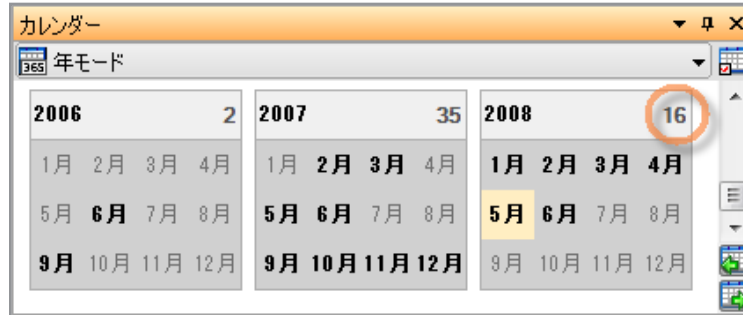 カレンダー
365 年モード
2006 2
1月 2月 3月 4月
5月 6月 7月 8月
9月 10月 11月 12月
2007 35
1月 2月 3月 4月
5月 6月 7月 8月
9月 10月 11月 12月
2008 16
1月 2月 3月 4月
5月 6月 7月 8月
9月 10月 11月 12月